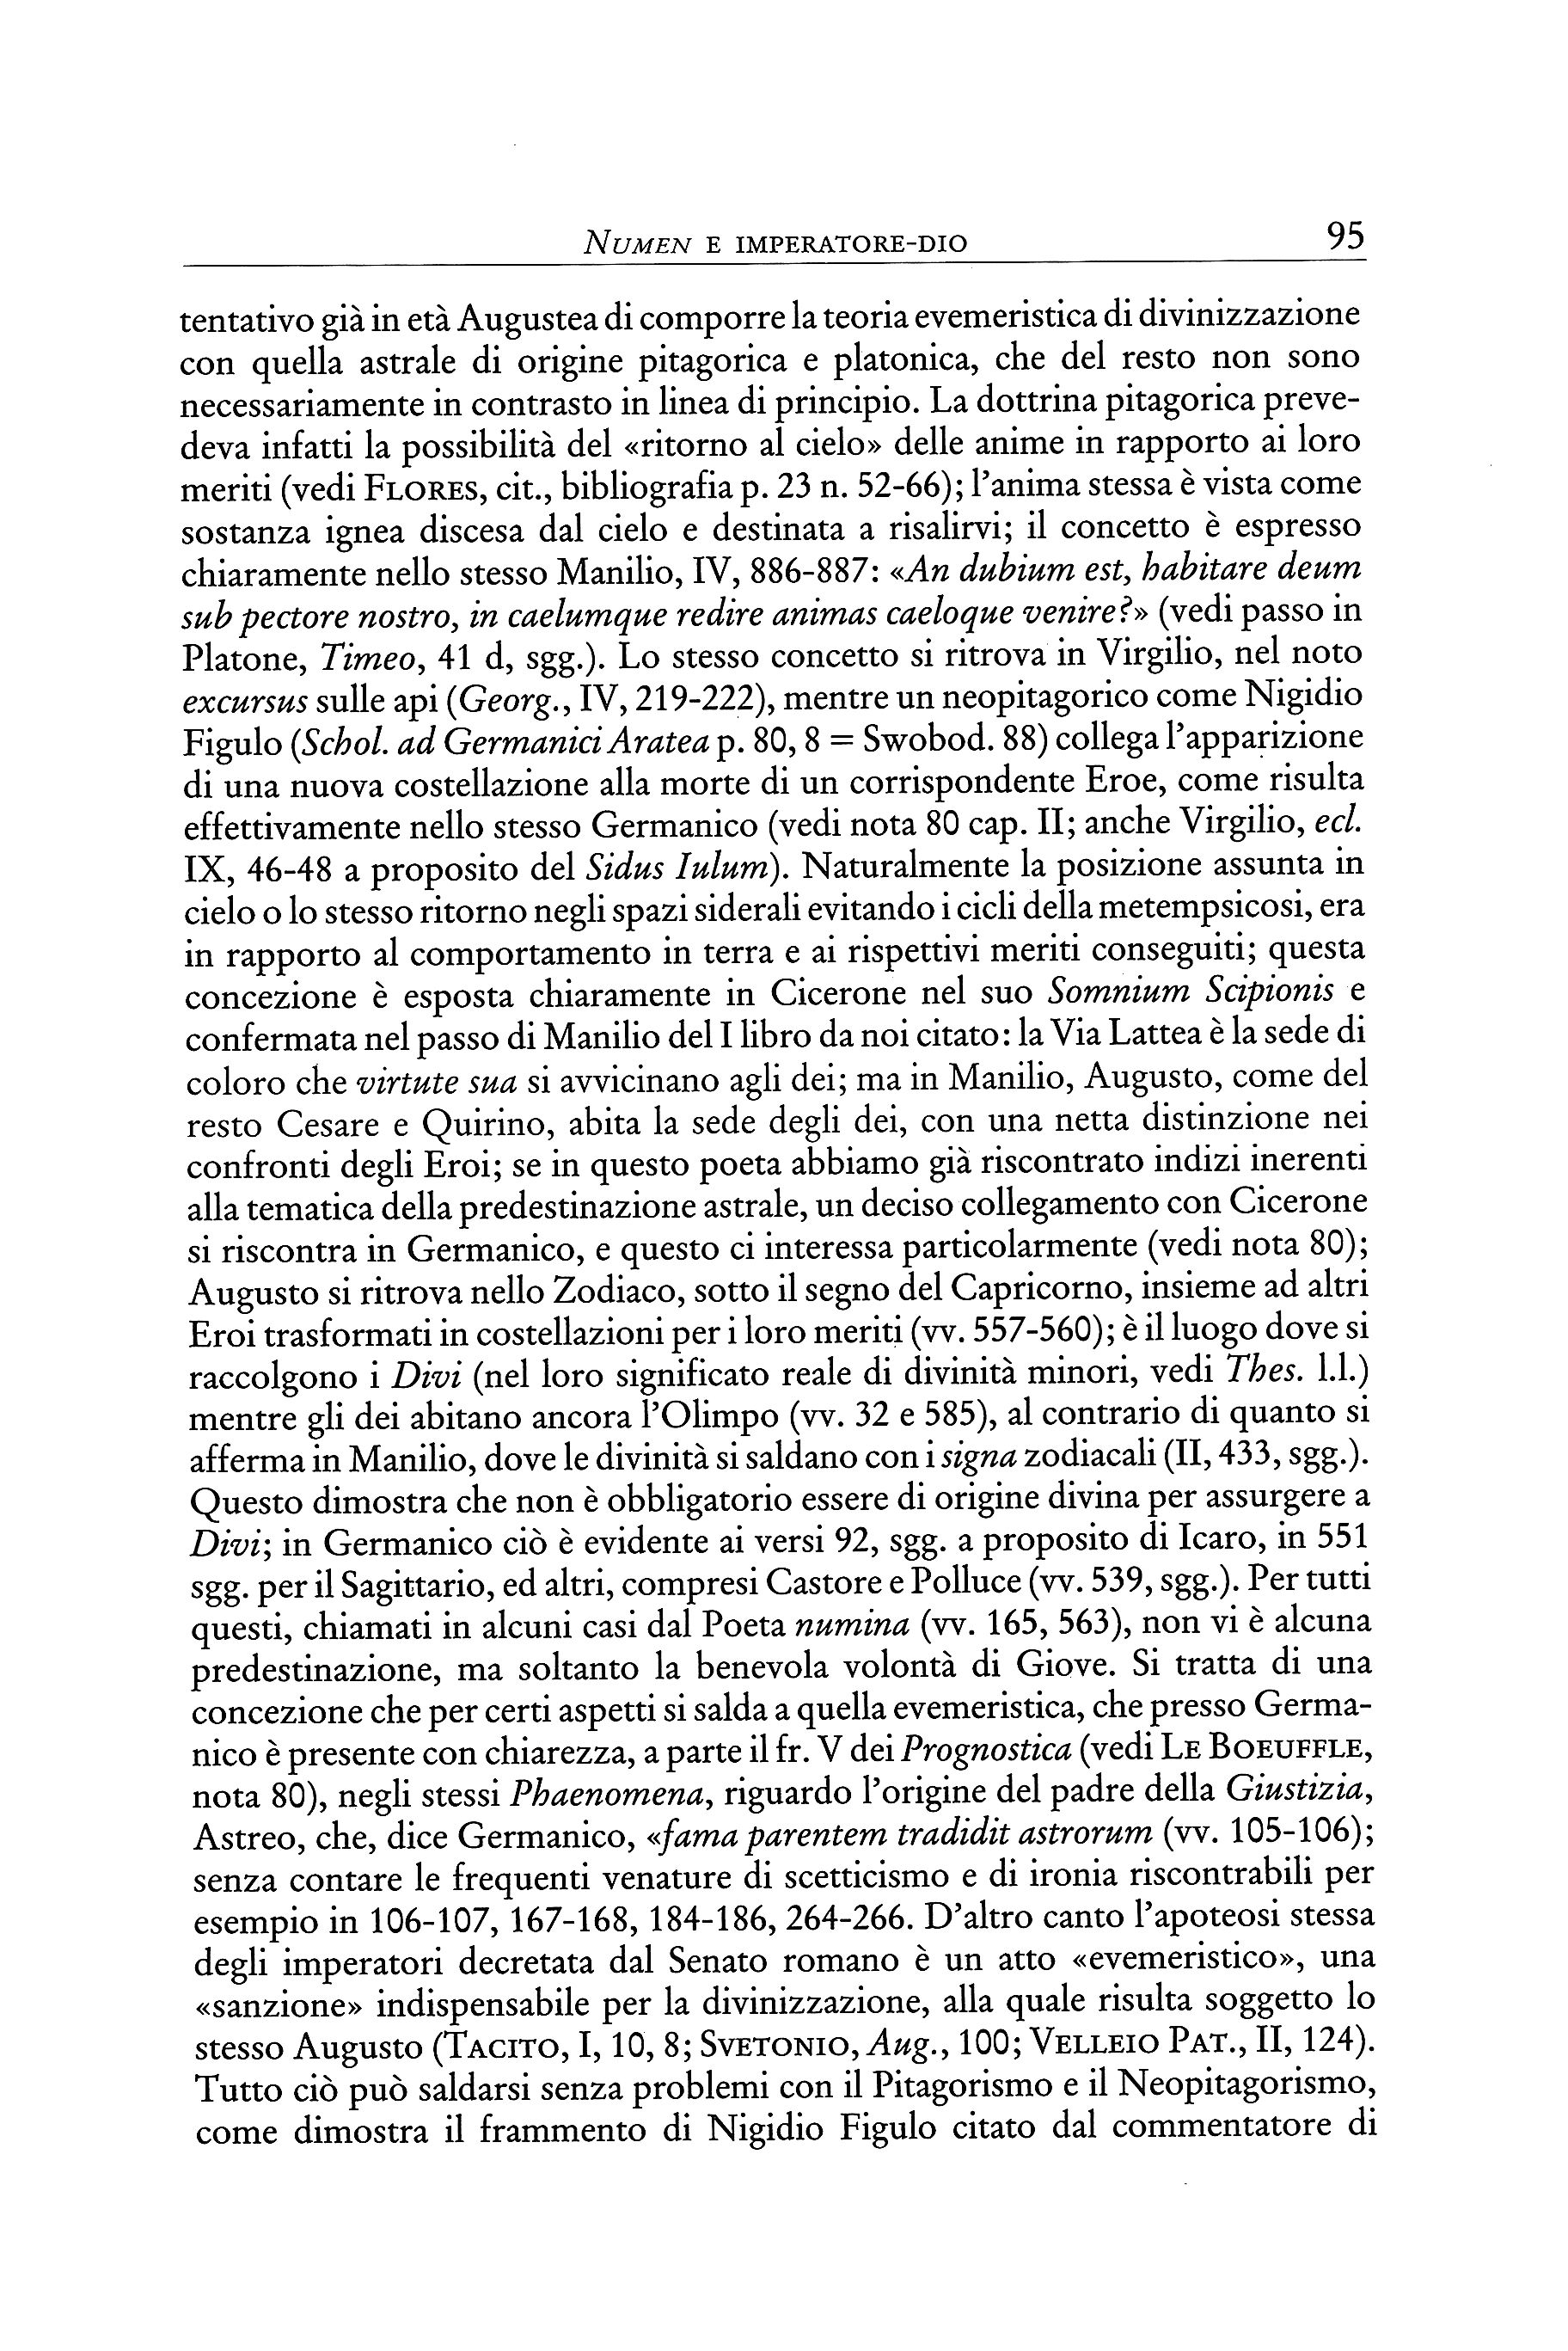 NUMEN E IMPERATORE-DIO 95
tentativo già in età Augustea di comporre la teoria evemeristica di divinizzazione
con quella astrale di origine pitagorica e platonica, che del resto non sono
necessariamente in contrasto in linea di principio. La dottrina pitagorica preve-
deva infatti la possibilità del «ritorno al cielo» delle anime in rapporto ai loro
meriti (vedi FLORES, cit., bibliografia p. 23 n. 52-66); l'anima stessa è vista come
sostanza ignea discesa dal cielo e destinata a risalirvi; il concetto è espresso
chiaramente nello stesso Manilio, IV, 886-887: «An dubium est, habitare deum
sub pectore nostro, in caelumque redire animas caeloque venire?» (vedi passo in
Platone, Timeo, 41 d, sgg.). Lo stesso concetto si ritrova in Virgilio, nel noto
excursus sulle api (Georg., IV, 219-222), mentre un neopitagorico come Nigidio
Figulo (Schol. ad Germanici Aratea p. 80, 8 = Swobod. 88) collega l'apparizione
di una nuova costellazione alla morte di un corrispondente Eroe, come risulta
effettivamente nello stesso Germanico (vedi nota 80 cap. II; anche Virgilio, ecl.
IX, 46-48 a proposito del Sidus Iulum). Naturalmente la posizione assunta in
cielo o lo stesso ritorno negli spazi siderali evitando i cicli della metempsicosi, era
in rapporto al comportamento in terra e ai rispettivi meriti conseguiti; questa
concezione è esposta chiaramente in Cicerone nel suo Somnium Scipionis e
confermata nel passo di Manilio del I libro da noi citato: la Via Lattea è la sede di
coloro che virtute sua si avvicinano agli dei; ma in Manilio, Augusto, come del
resto Cesare e Quirino, abita la sede degli dei, con una netta distinzione nei
confronti degli Eroi; se in questo poeta abbiamo già riscontrato indizi inerenti
alla tematica della predestinazione astrale, un deciso collegamento con Cicerone
si riscontra in Germanico, e questo ci interessa particolarmente (vedi nota 80);
Augusto si ritrova nello Zodiaco, sotto il segno del Capricorno, insieme ad altri
Eroi trasformati in costellazioni per i loro meriti (vv. 557-560); è il luogo dove si
raccolgono i Divi (nel loro significato reale di divinità minori, vedi Thes. l.l.)
mentre gli dei abitano ancora l'Olimpo (vv. 32 e 585), al contrario di quanto si
afferma in Manilio, dove le divinità si saldano con i signa zodiacali (II, 433, sgg.).
Questo dimostra che non è obbligatorio essere di origine divina per assurgere a
Divi; in Germanico ciò è evidente ai versi 92, sgg. a proposito di Icaro, in 551
sgg. per il Sagittario, ed altri, compresi Castore e Polluce (vv. 539, sgg.). Per tutti
questi, chiamati in alcuni casi dal Poeta numina (vv. 165, 563), non vi è alcuna
predestinazione, ma soltanto la benevola volontà di Giove. Si tratta di una
concezione che per certi aspetti si salda a quella evemeristica, che presso Germa-
nico è presente con chiarezza, a parte il fr. V dei Prognostica (vedi LE BOEUFFLE,
nota 80), negli stessi Phaenomena, riguardo l'origine del padre della Giustizia,
Astreo, che, dice Germanico, «fama parentem tradidit astrorum (vv. 105-106);
senza contare le frequenti venature di scetticismo e di ironia riscontrabili per
esempio in 106-107, 167-168, 184-186, 264-266. D'altro canto l'apoteosi stessa
degli imperatori decretata dal Senato romano è un atto «evemeristico», una
«sanzione» indispensabile per la divinizzazione, alla quale risulta soggetto lo
stesso Augusto (TACITO, I, 10, 8; SVETONIO, Aug., 100; VELLEIO PAT., II, 124).
Tutto ciò può saldarsi senza problemi con il Pitagorismo e il Neopitagorismo,
come dimostra il frammento di Nigidio Figulo citato dal commentatore di